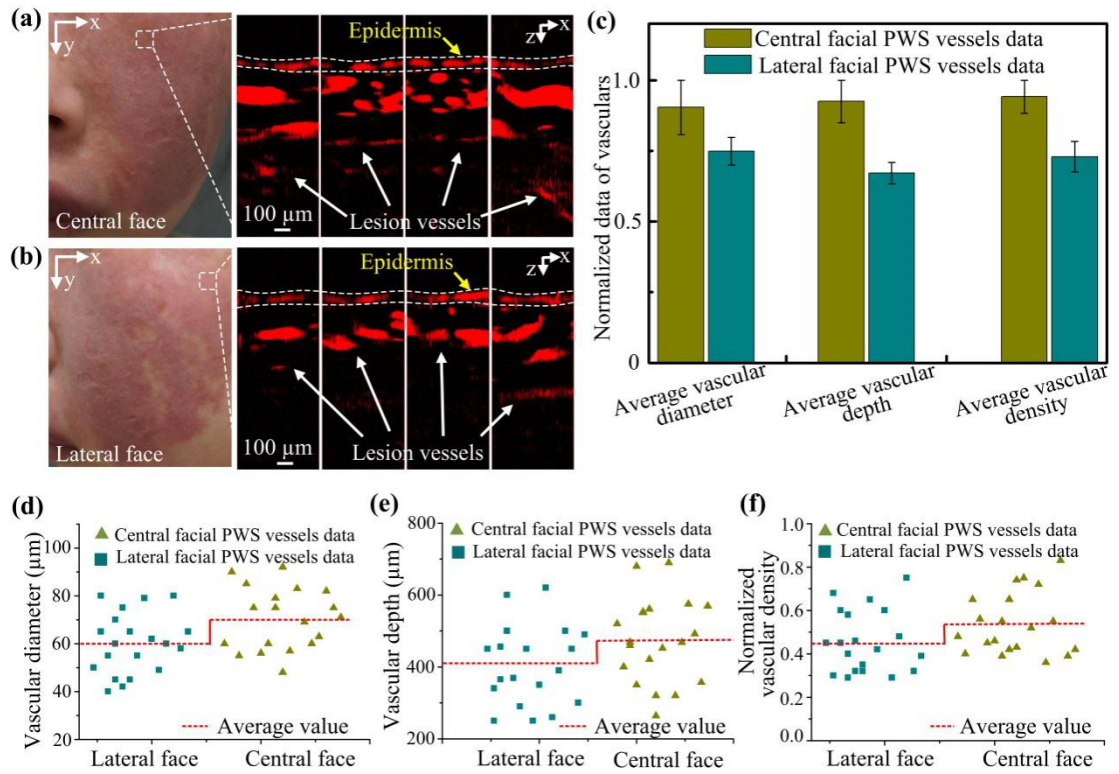 (a)
x
y
Central face
Epidermis
x
z
Lesion vessels
100 µm
(b)
x
y
Lateral face
Epidermis
x
z
Lesion vessels
100 µm
(c)
Central facial PWS vessels data
Lateral facial PWS vessels data
Normalized data of vasculars
1.0
0.5
0
Average vascular
diameter
Average vascular
depth
Average vascular
density
(d)
Central facial PWS vessels data
Lateral facial PWS vessels data
Vascular diameter (µm)
100
80
60
40
20
Average value
Lateral face
Central face
(e)
Central facial PWS vessels data
Lateral facial PWS vessels data
Vascular depth (µm)
800
600
400
200
Average value
Lateral face
Central face
(f)
Central facial PWS vessels data
Lateral facial PWS vessels data
Normalized
vascular density
1.0
0.8
0.6
0.4
0.2
0.0
Average value
Lateral face
Central face